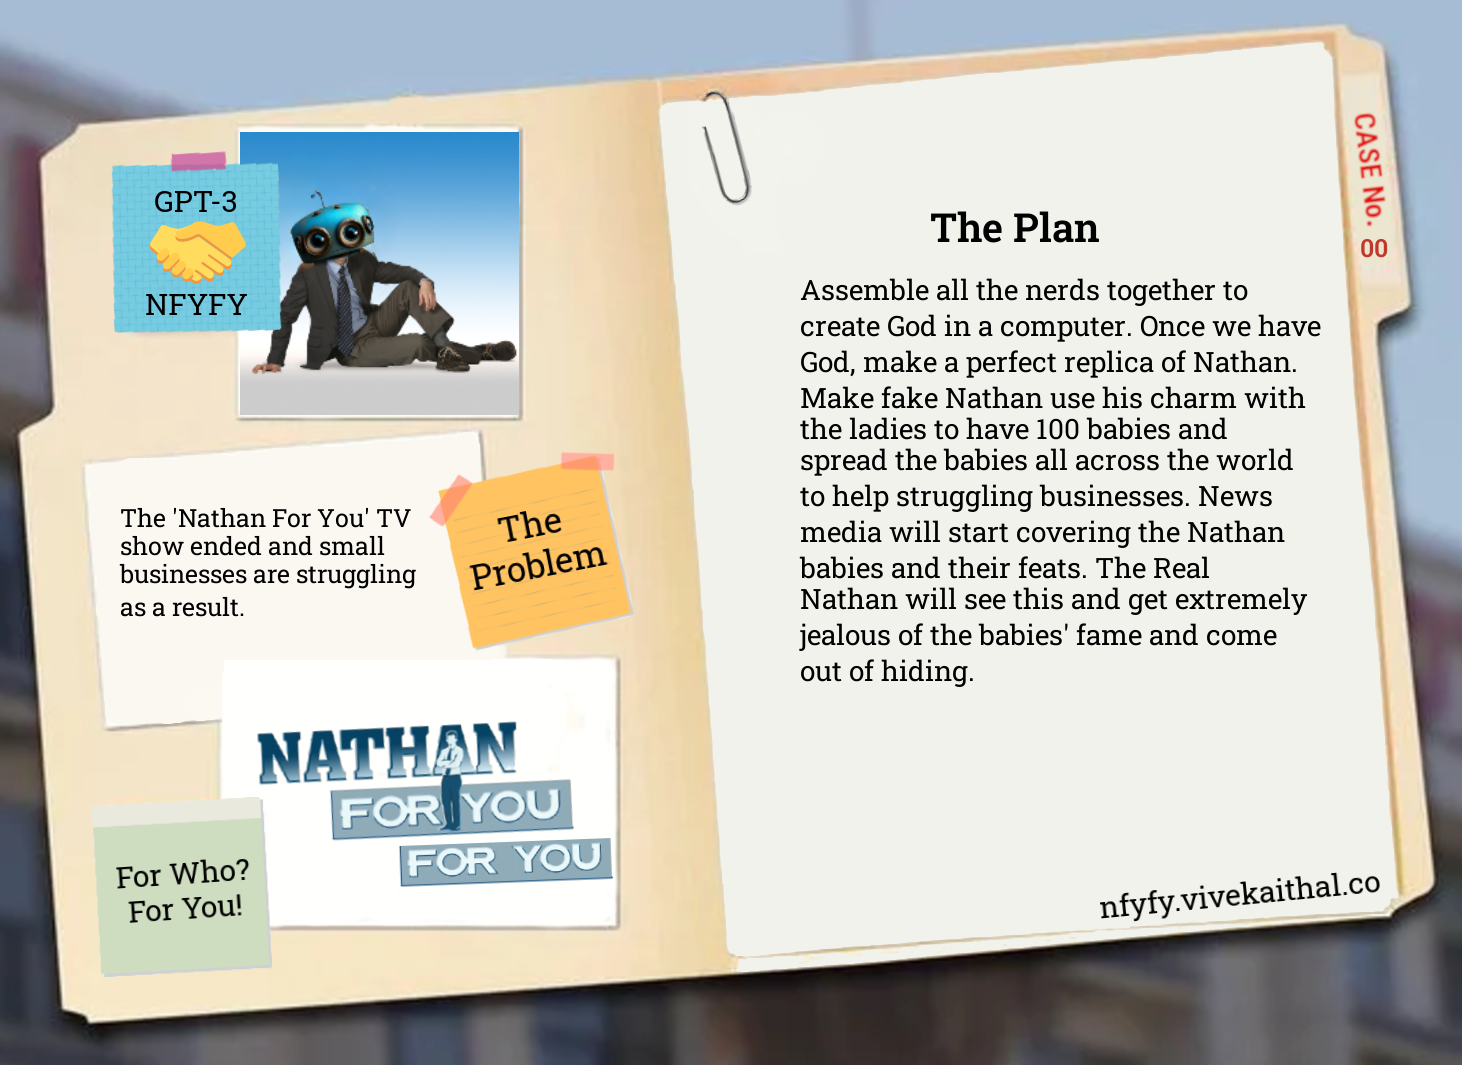 GPT-3
NFYFY
The 'Nathan For You' TV
show ended and small
businesses are struggling
as a result.
The
Problem
NATHAN
FOR YOU
FOR YOU
For Who?
For You!
The Plan
Assemble all the nerds together to
create God in a computer. Once we have
God, make a perfect replica of Nathan.
Make fake Nathan use his charm with
the ladies to have 100 babies and
spread the babies all across the world
to help struggling businesses. News
media will start covering the Nathan
babies and their feats. The Real
Nathan will see this and get extremely
jealous of the babies' fame and come
out of hiding.
nfyfy.vivekaithal.co
CASE No.
00